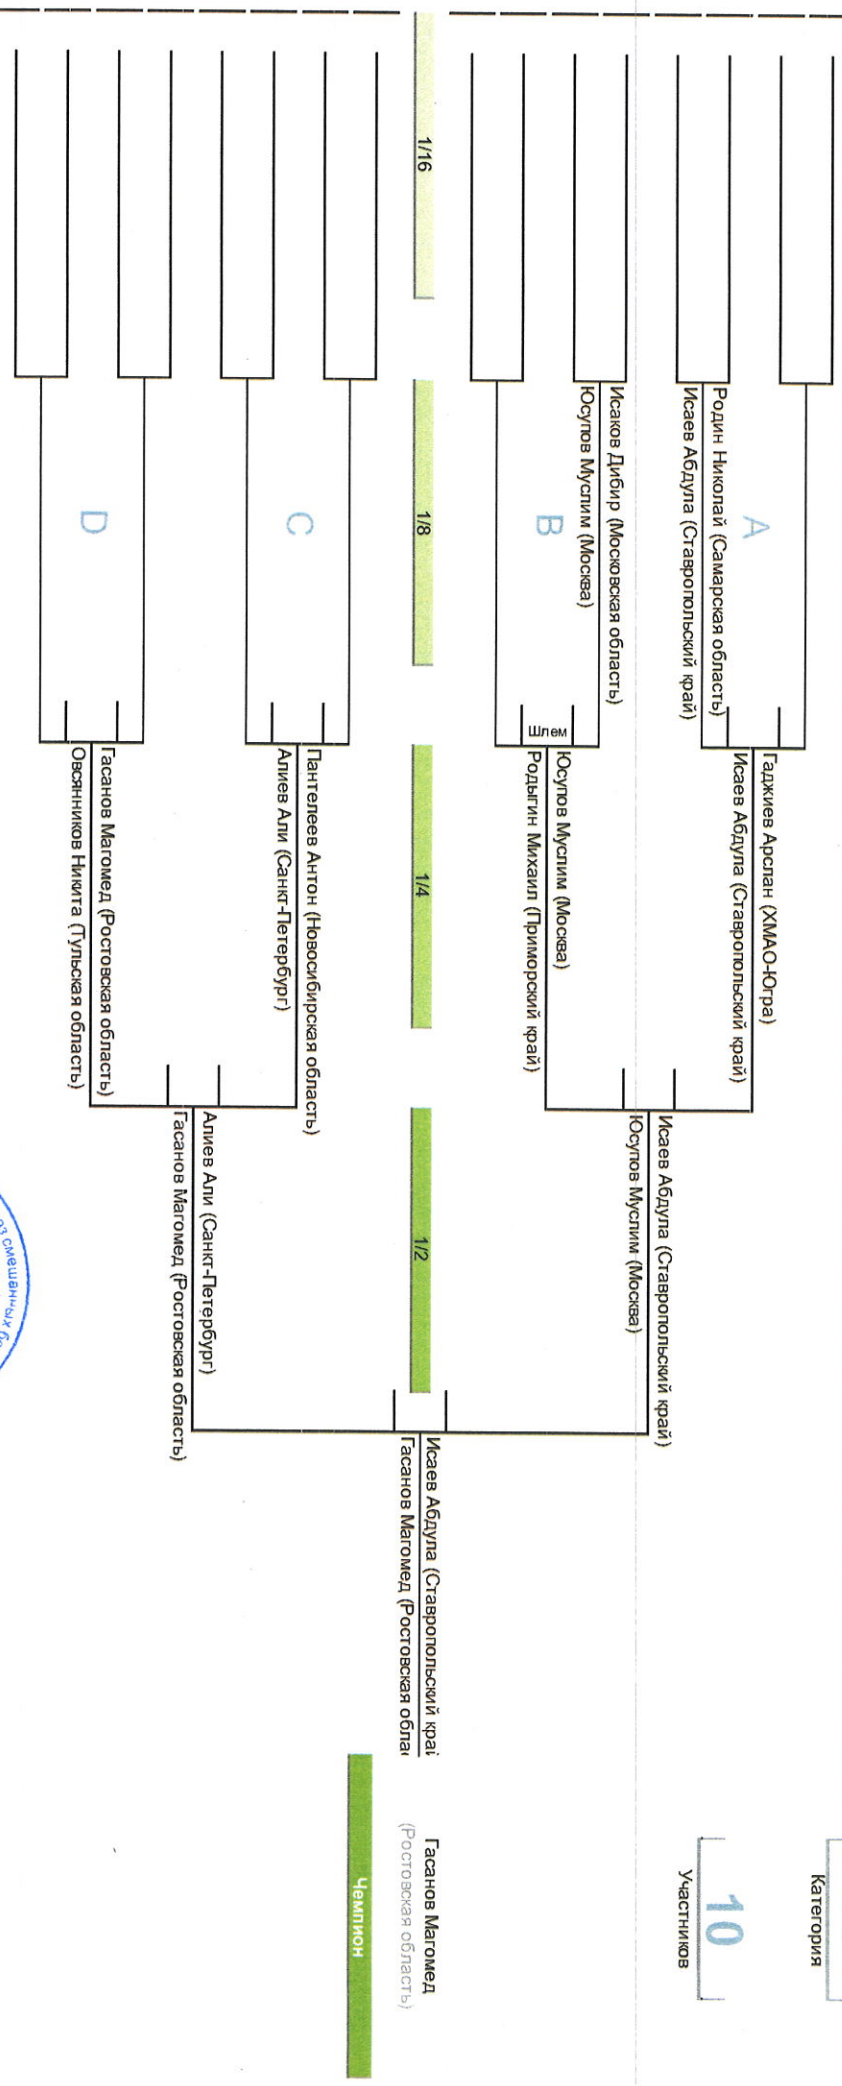 1/16
1/8
1/4
1/2
Категория
10
Участников
A
Родин Николай (Самарская область)
Исаев Абдула (Ставропольский край)
Гаджиев Арслан (ХМАО-Югра)
Исаев Абдула (Ставропольский край)
B
Исаков Дибир (Московская область)
Юсупов Муслим (Москва)
Шлем
Юсупов Муслим (Москва)
Родыгин Михаил (Приморский край)
Исаев Абдула (Ставропольский край)
Юсупов Муслим (Москва)
C
Пантелеев Антон (Новосибирская область)
Алиев Али (Санкт-Петербург)
D
Гасанов Магомед (Ростовская область)
Овсянников Никита (Тульская область)
Алиев Али (Санкт-Петербург)
Гасанов Магомед (Ростовская область)
Исаев Абдула (Ставропольский край
Гасанов Магомед (Ростовская обла
Гасанов Магомед
(Ростовская область)
Чемпион
смешанных